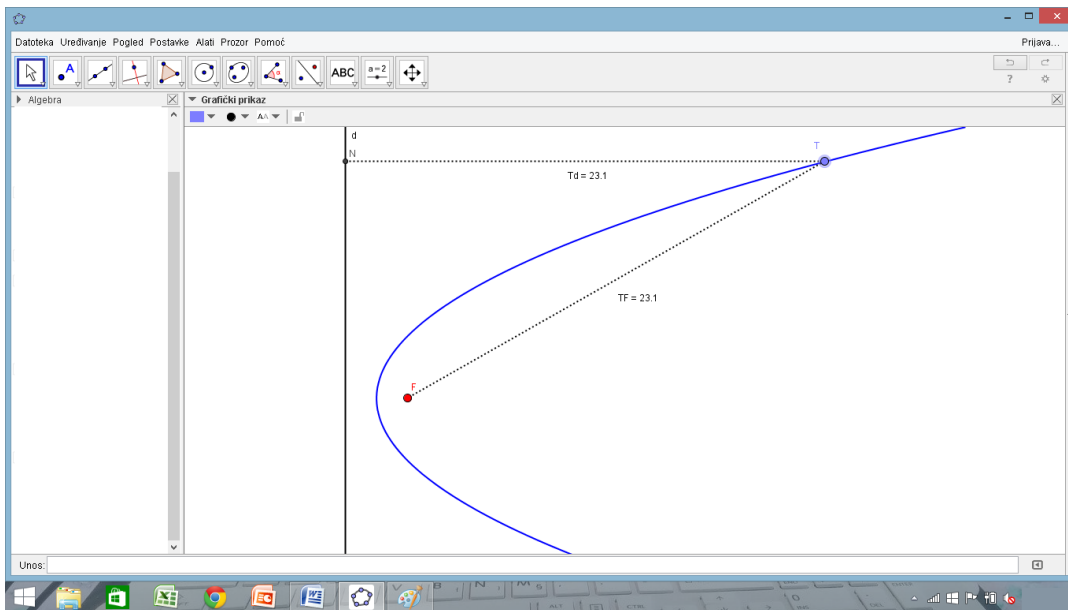 Datoteka Uređivanje Pogled Postavke Alati Prozor Pomoć
Prijava...
ABC
a=2
Algebra
Grafički prikaz
AA
d
N
T
Td = 23.1
TF = 23.1
F
Unos: